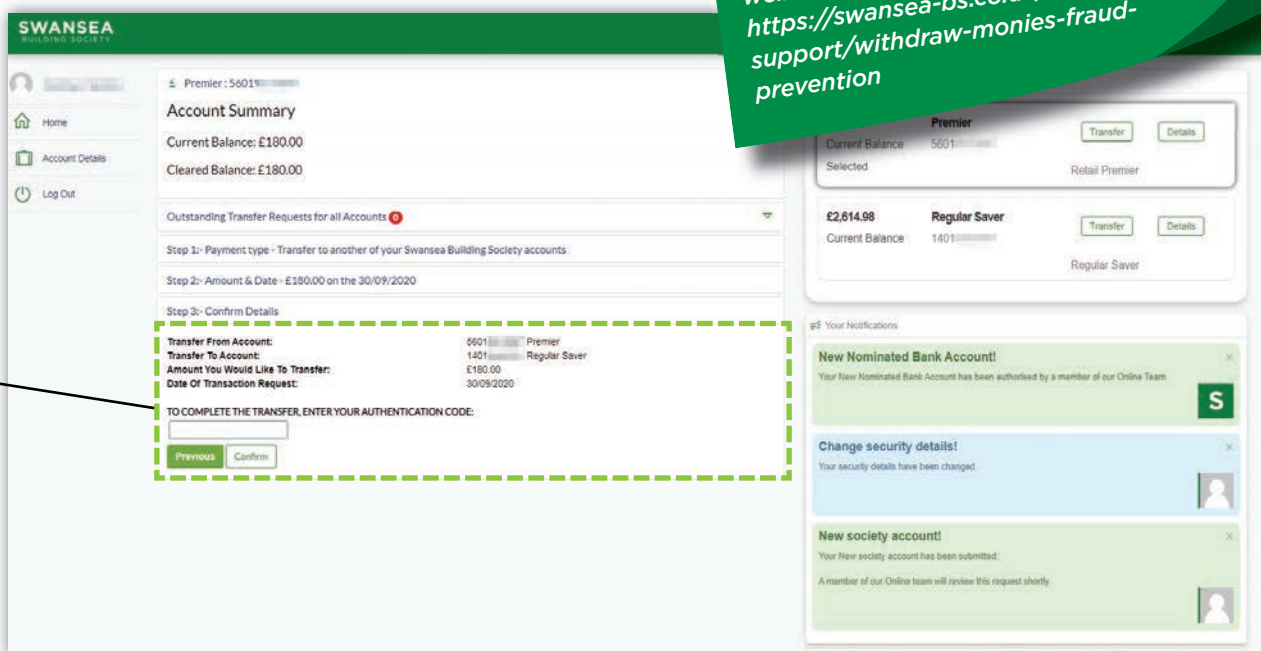 SWANSEA
BUILDING SOCIETY
https://swansea-bs.co
support/withdraw-monies-fraud-
prevention
Home
Account Details
Log Out
£ Premier : 5601
Account Summary
Current Balance: £180.00
Cleared Balance: £180.00
Outstanding Transfer Requests for all Accounts 0
Step 1:- Payment type - Transfer to another of your Swansea Building Society accounts
Step 2:- Amount & Date - £180.00 on the 30/09/2020
Step 3:- Confirm Details
Transfer From Account: 5601 Premier
Transfer To Account: 1401 Regular Saver
Amount You Would Like To Transfer: £180.00
Date Of Transaction Request: 30/09/2020
TO COMPLETE THE TRANSFER, ENTER YOUR AUTHENTICATION CODE:
Previous Confirm
Premier Transfer Details
Current Balance 5601
Selected Retail Premier
£2,614.98 Regular Saver Transfer Details
Current Balance 1401
Regular Saver
Your Notifications
New Nominated Bank Account! ×
Your New Nominated Bank Account has been authorised by a member of our Online Team
S
Change security details! ×
Your security details have been changed.
New society account! ×
Your New society account has been submitted.
A member of our Online team will review this request shortly.